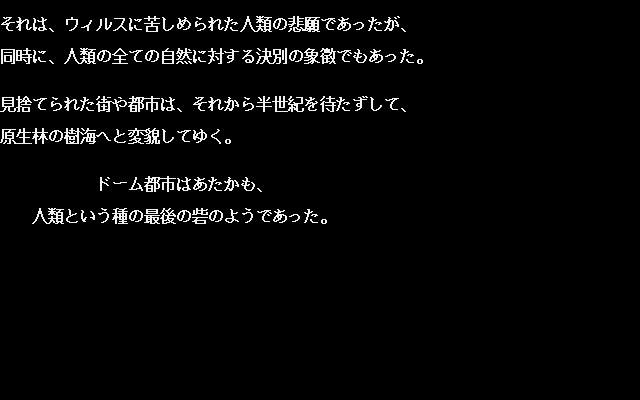 それは、ウィルスに苦しめられた人類の悲願であったが、
同時に、人類の全ての自然に対する決別の象徴でもあった。
見捨てられた街や都市は、それから半世紀を待たずして、
原生林の樹海へと変貌してゆく。
ドーム都市はあたかも、
人類という種の最後の砦のようであった。